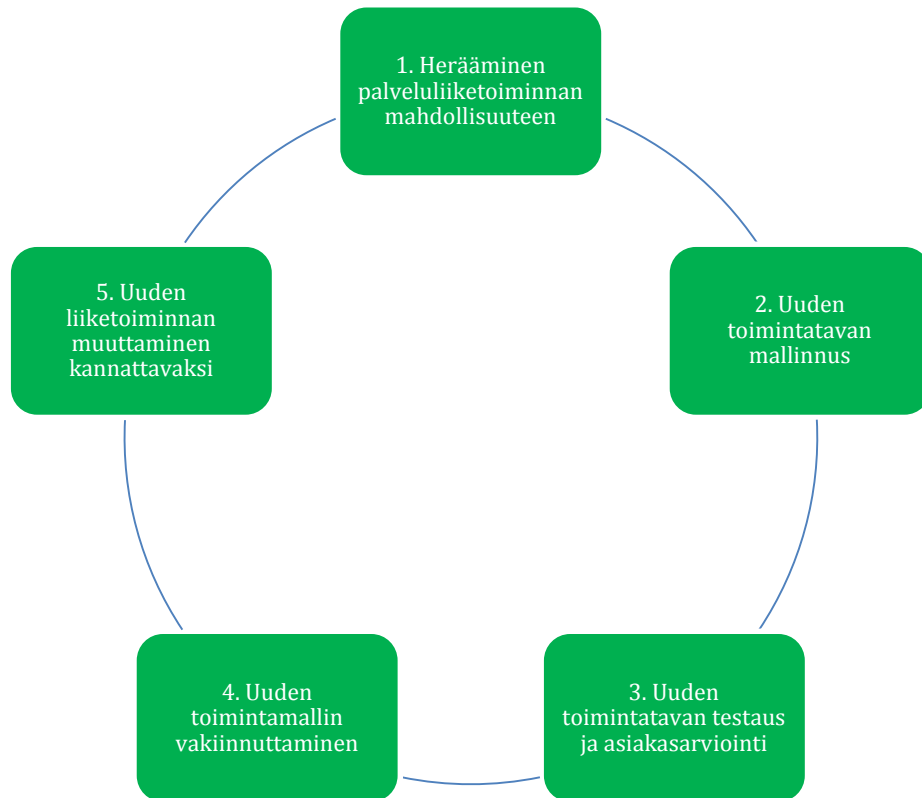 1. Herääminen
palveluliiketoiminnan
mahdollisuuteen
2. Uuden
toimintatavan
mallinnus
3. Uuden
toimintatavan testaus
ja asiakasarviointi
4. Uuden
toimintamallin
vakiinnuttaminen
5. Uuden
liiketoiminnan
muuttaminen
kannattavaksi